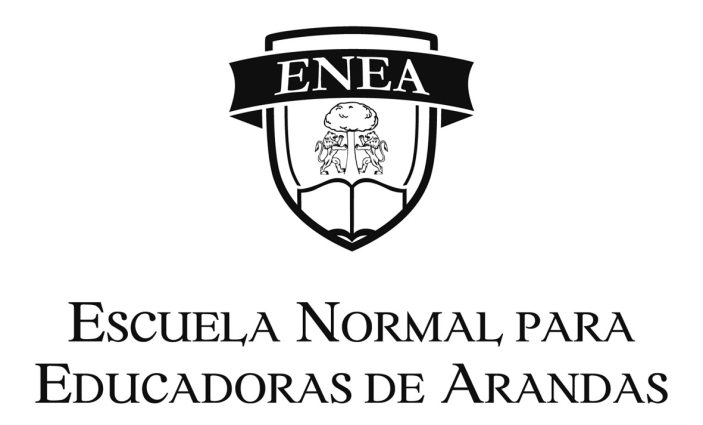 ENEA
Escuela Normal para
Educadoras de Arandas